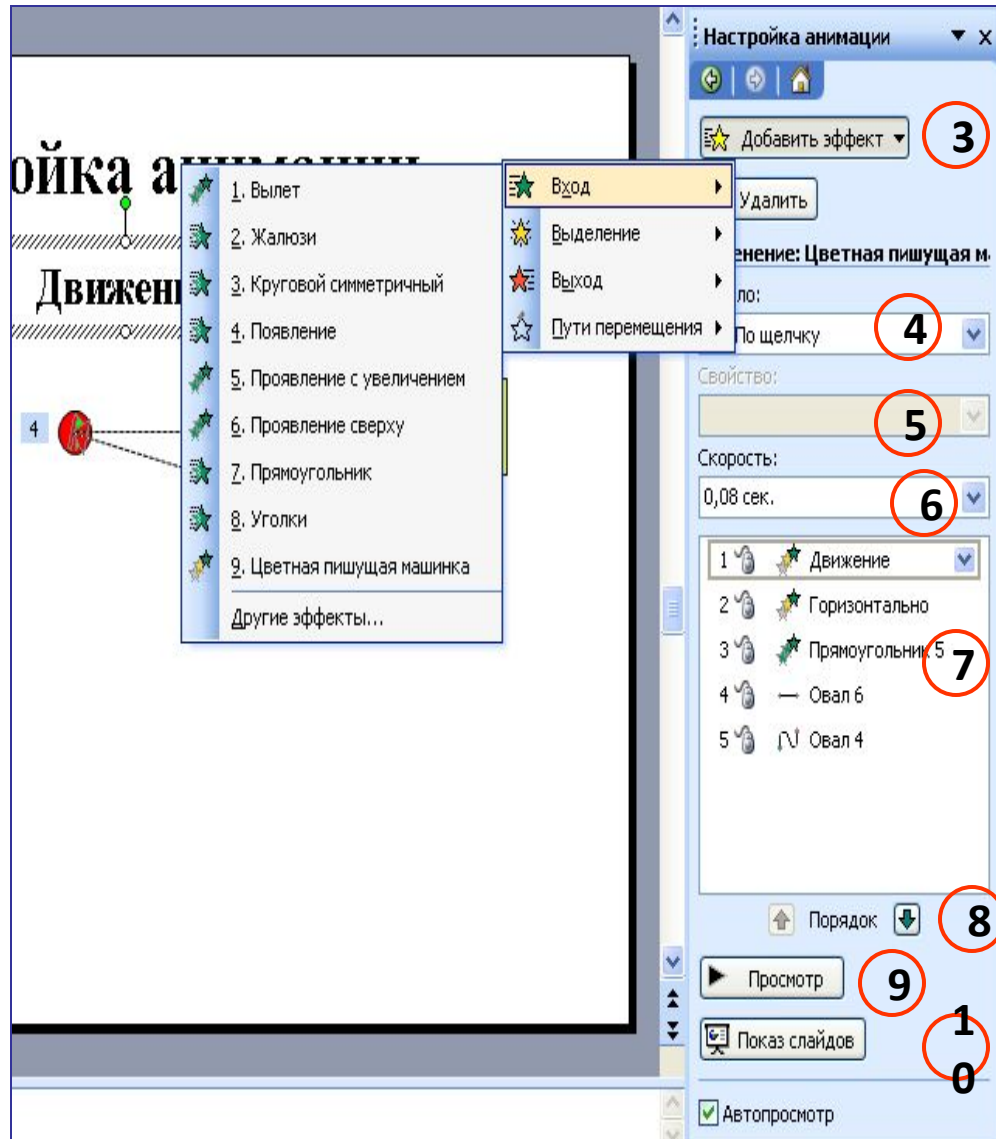 Настройка анимации
3
Добавить эффект
ойка а
1. Вылет
2. Жалюзи
3. Круговой симметричный
4. Появление
5. Проявление с увеличением
6. Проявление сверху
7. Прямоугольник
8. Уголки
9. Цветная пишущая машинка
Другие эффекты...
Вход
Выделение
Выход
Пути перемещения
Удалить
енение: Цветная пишущая м
Движен
ло:
По щелчку
4
Свойство:
5
4
Скорость:
0,08 сек.
6
1 Движение
2 Горизонтально
3 Прямоугольник 5
7
4 Овал 6
5 Овал 4
Порядок
8
Просмотр
9
Показ слайдов
10
Автопросмотр